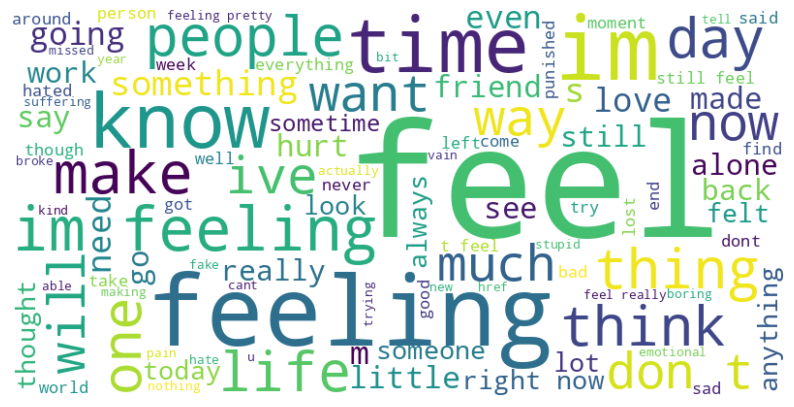 around person feeling pretty even moment tell said
going people time im day
missed year bit everything week
work something want friend punished still feel
hated suffering know s love made now
say sometime way still
though hurt left come find
broke well actually vain alone
make ive never feel back
kind got look always see try lost end felt
im feeling need go t feel stupid dont
take really much bad thing
able fake cant good new href feel really boring
making feeling trying think anything
thought will one m someone lot emotional
pain today hate u life little right now don t
world nothing sad